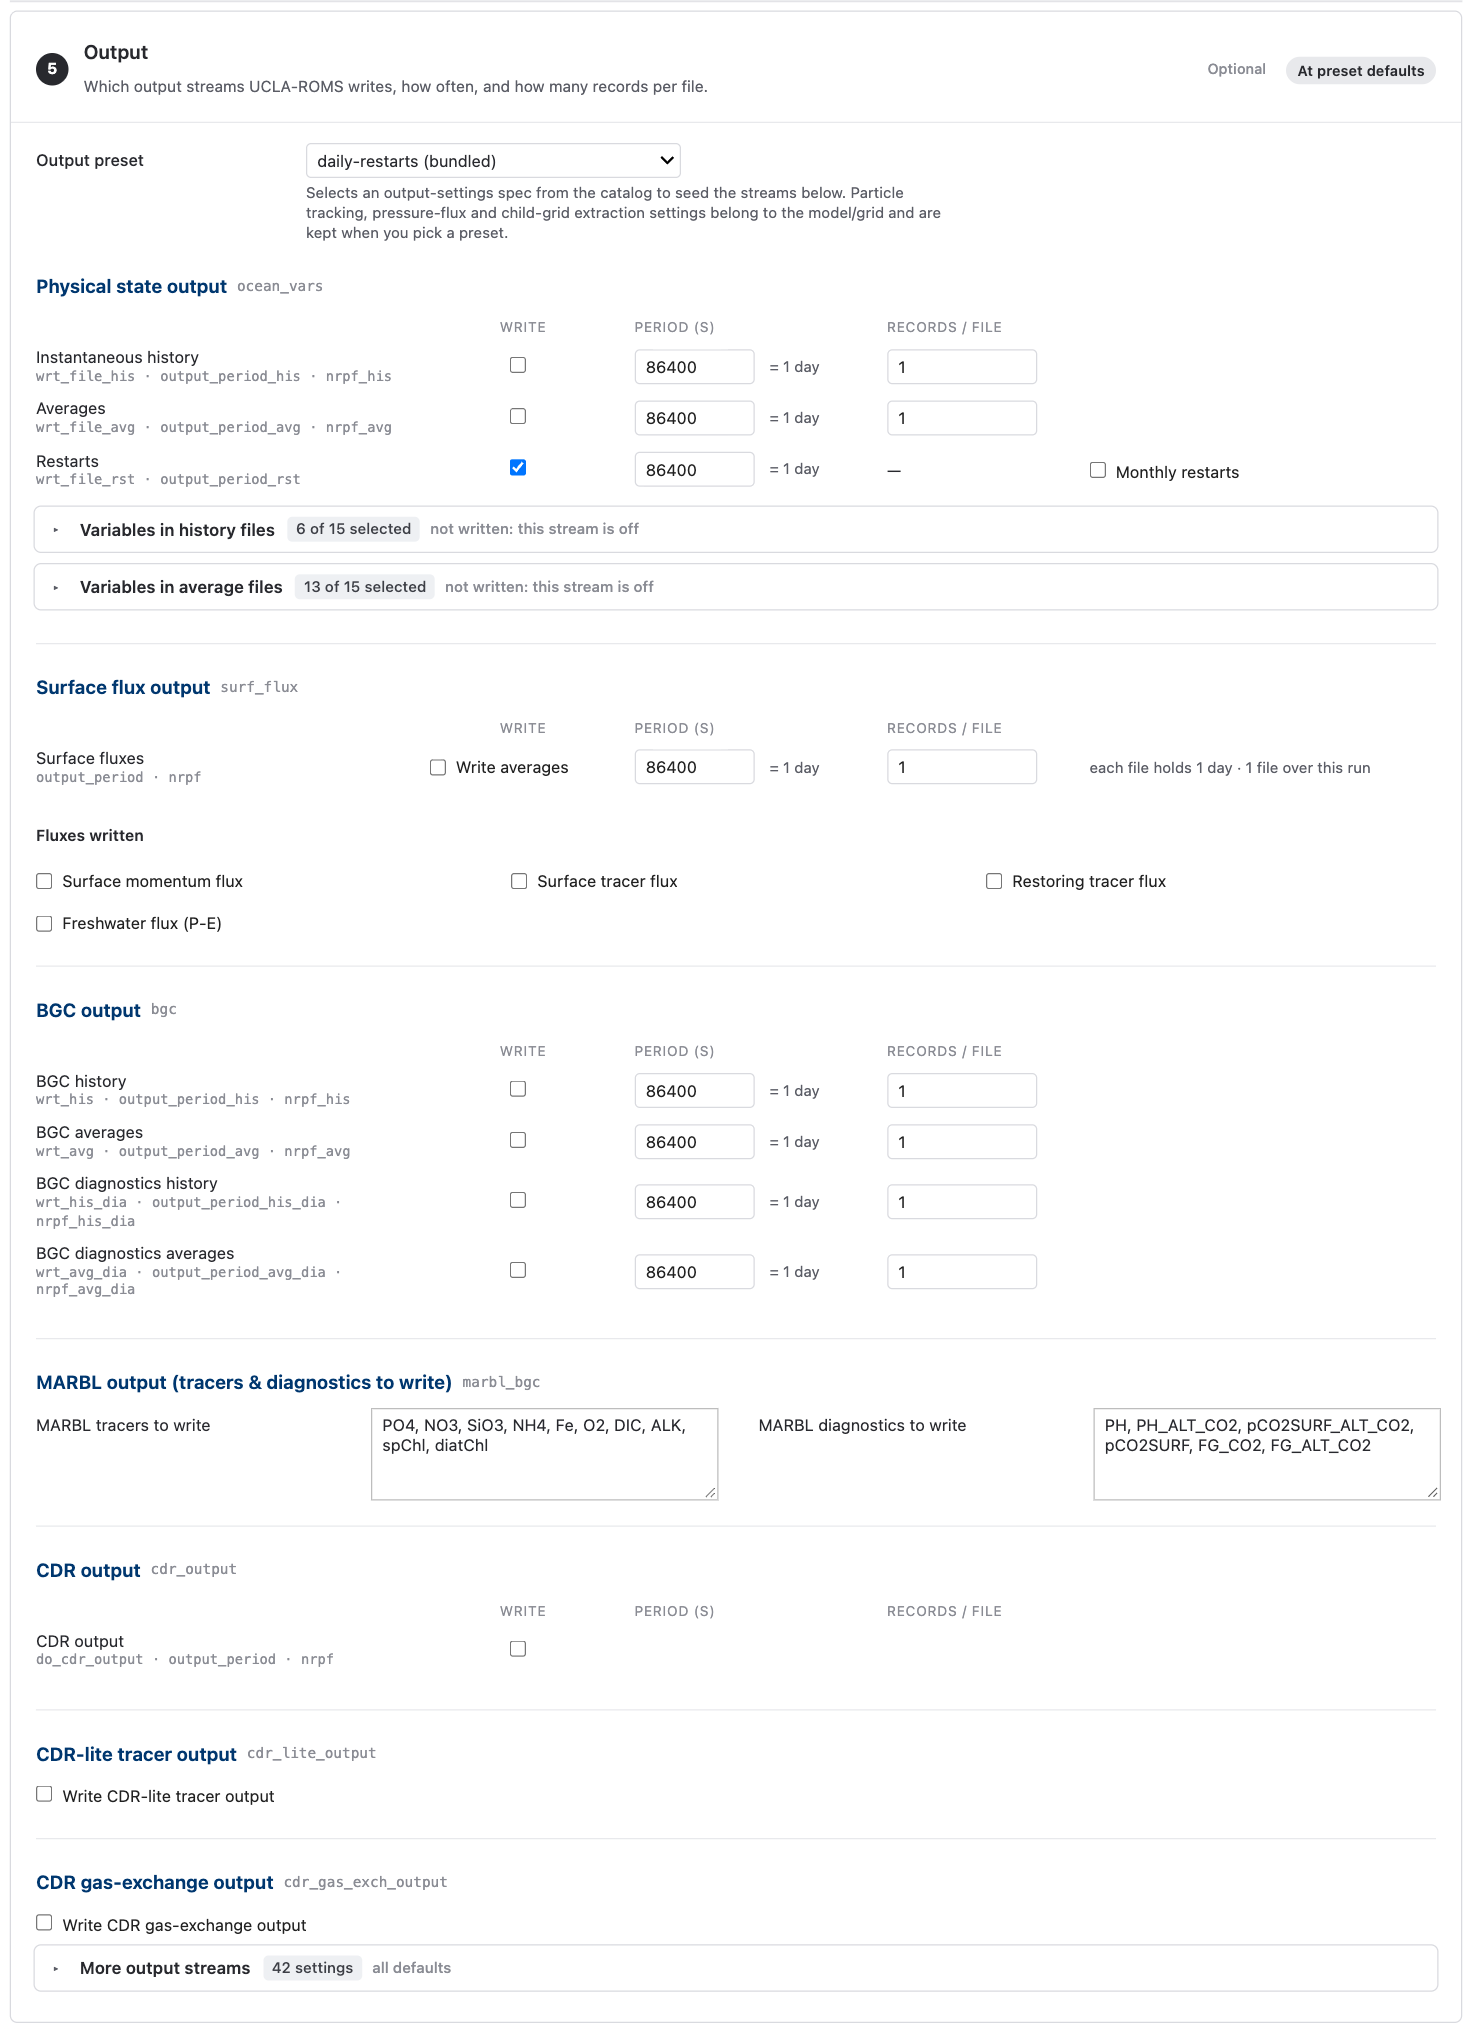 5
Output
Which output streams UCLA-ROMS writes, how often, and how many records per file.
Optional
At preset defaults
Output preset
daily-restarts (bundled)
Selects an output-settings spec from the catalog to seed the streams below. Particle
tracking, pressure-flux and child-grid extraction settings belong to the model/grid and are
kept when you pick a preset.
Physical state output ocean_vars
WRITE PERIOD (S) RECORDS / FILE
Instantaneous history
wrt_file_his · output_period_his · nrpf_his
86400 = 1 day 1
Averages
wrt_file_avg · output_period_avg · nrpf_avg
86400 = 1 day 1
Restarts
wrt_file_rst · output_period_rst
86400 = 1 day — Monthly restarts
Variables in history files 6 of 15 selected not written: this stream is off
Variables in average files 13 of 15 selected not written: this stream is off
Surface flux output surf_flux
WRITE PERIOD (S) RECORDS / FILE
Surface fluxes
output_period · nrpf
Write averages 86400 = 1 day 1 each file holds 1 day · 1 file over this run
Fluxes written
Surface momentum flux Surface tracer flux Restoring tracer flux
Freshwater flux (P-E)
BGC output bgc
WRITE PERIOD (S) RECORDS / FILE
BGC history
wrt_his · output_period_his · nrpf_his
86400 = 1 day 1
BGC averages
wrt_avg · output_period_avg · nrpf_avg
86400 = 1 day 1
BGC diagnostics history
wrt_his_dia · output_period_his_dia ·
nrpf_his_dia
86400 = 1 day 1
BGC diagnostics averages
wrt_avg_dia · output_period_avg_dia ·
nrpf_avg_dia
86400 = 1 day 1
MARBL output (tracers & diagnostics to write) marbl_bgc
MARBL tracers to write
PO4, NO3, SiO3, NH4, Fe, O2, DIC, ALK,
spChl, diatChl
MARBL diagnostics to write
PH, PH_ALT_CO2, pCO2SURF_ALT_CO2,
pCO2SURF, FG_CO2, FG_ALT_CO2
CDR output cdr_output
WRITE PERIOD (S) RECORDS / FILE
CDR output
do_cdr_output · output_period · nrpf
CDR-lite tracer output cdr_lite_output
Write CDR-lite tracer output
CDR gas-exchange output cdr_gas_exch_output
Write CDR gas-exchange output
More output streams 42 settings all defaults